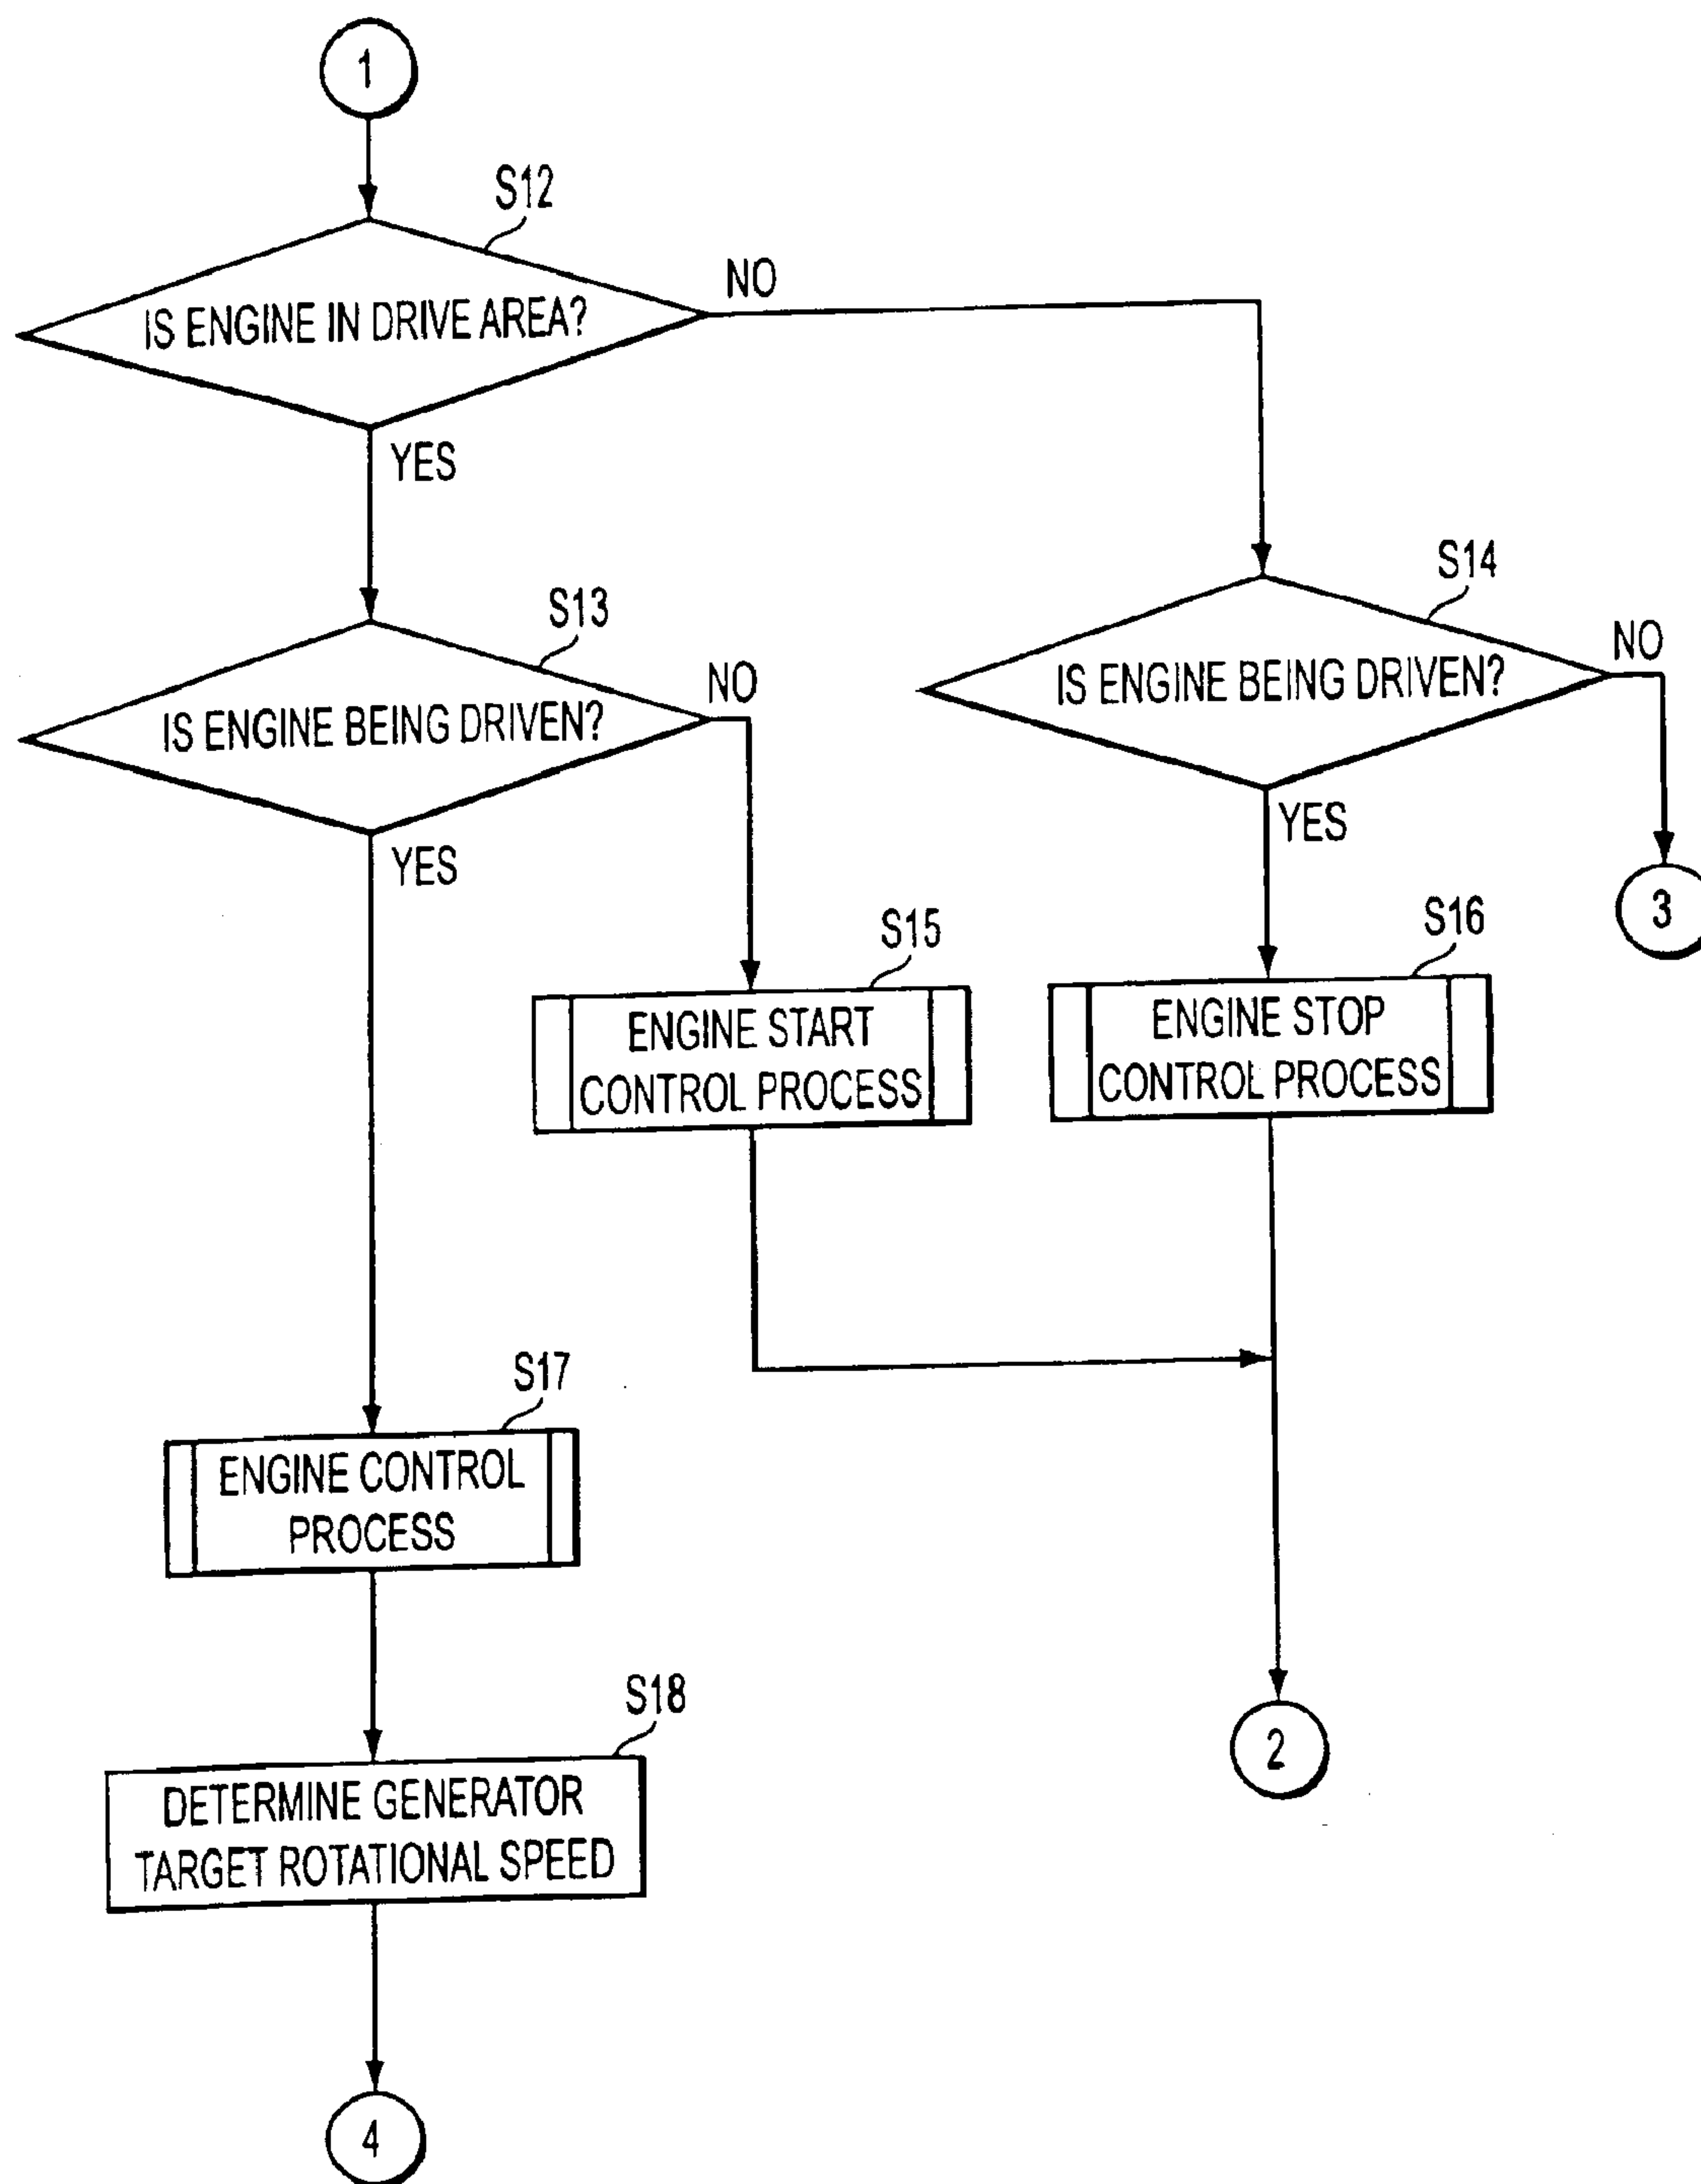 1
S12
IS ENGINE IN DRIVE AREA?
NO
YES
S13
IS ENGINE BEING DRIVEN?
NO
YES
S14
IS ENGINE BEING DRIVEN?
NO
YES
3
S15
ENGINE START
CONTROL PROCESS
S16
ENGINE STOP
CONTROL PROCESS
S17
ENGINE CONTROL
PROCESS
2
S18
DETERMINE GENERATOR
TARGET ROTATIONAL SPEED
4